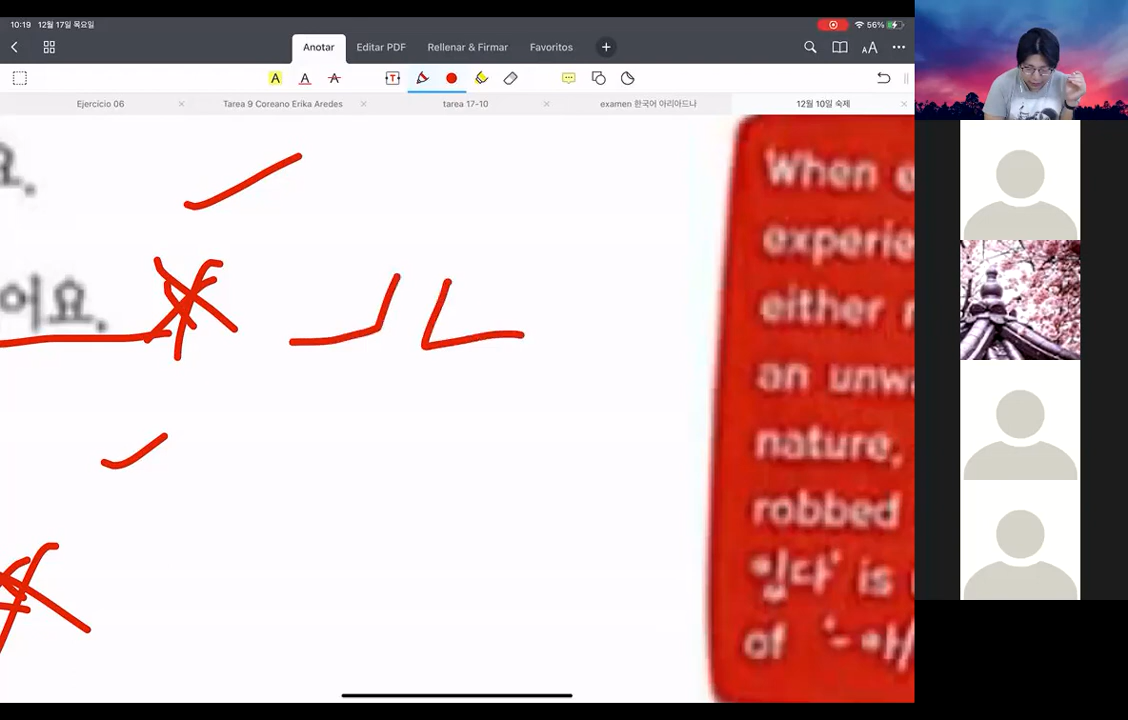 10:19 12월 17일 목요일
56%
Anotar
Editar PDF
Rellenar & Firmar
Favoritos
Ejercicio 06
Tarea 9 Coreano Erika Aredes
tarea 17-10
examen 한국어 아리아드나
12월 10일 숙제
요.
어요.
When
experie
either
an unw
nature,
robbed
is
of '-아/